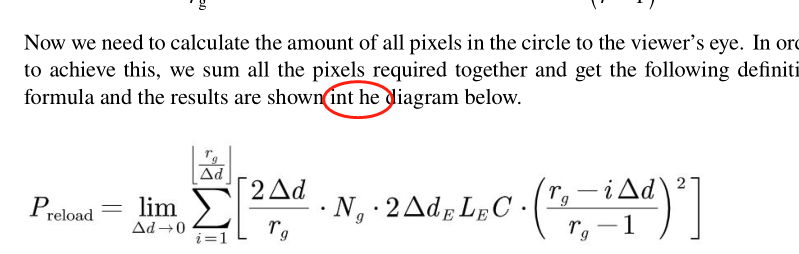 Now we need to calculate the amount of all pixels in the circle to the viewer's eye. In
to achieve this, we sum all the pixels required together and get the following
formula and the results are shown int he diagram below.
P_reload = lim_{Δd→0} ∑_{i=1}^{⌊r_g/Δd⌋} [ 2Δd/r_g · N_g · 2Δd_E L_E C · ( (r_g − iΔd)/(r_g − 1) )^2 ]